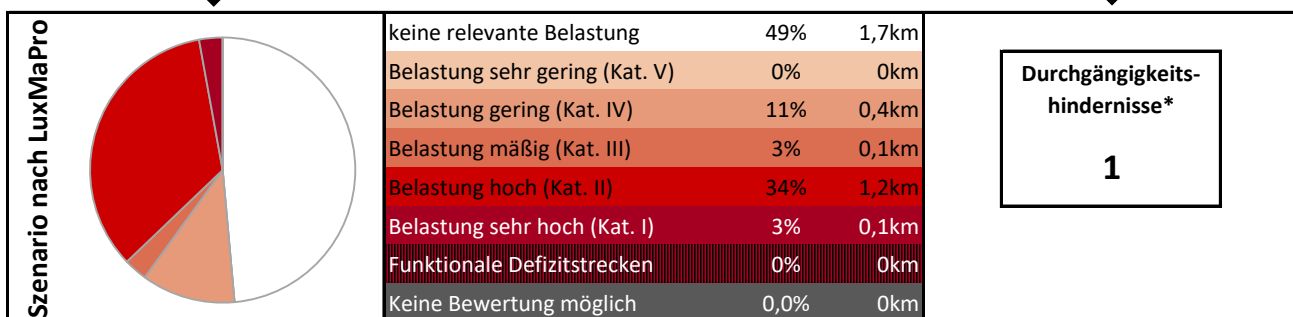 Szenario nach LuxMaPro
keine relevante Belastung 49% 1,7km
Belastung sehr gering (Kat. V) 0% 0km
Belastung gering (Kat. IV) 11% 0,4km
Belastung mäßig (Kat. III) 3% 0,1km
Belastung hoch (Kat. II) 34% 1,2km
Belastung sehr hoch (Kat. I) 3% 0,1km
Funktionale Defizitstrecken 0% 0km
Keine Bewertung möglich 0,0% 0km
Durchgängigkeits-
hindernisse*
1